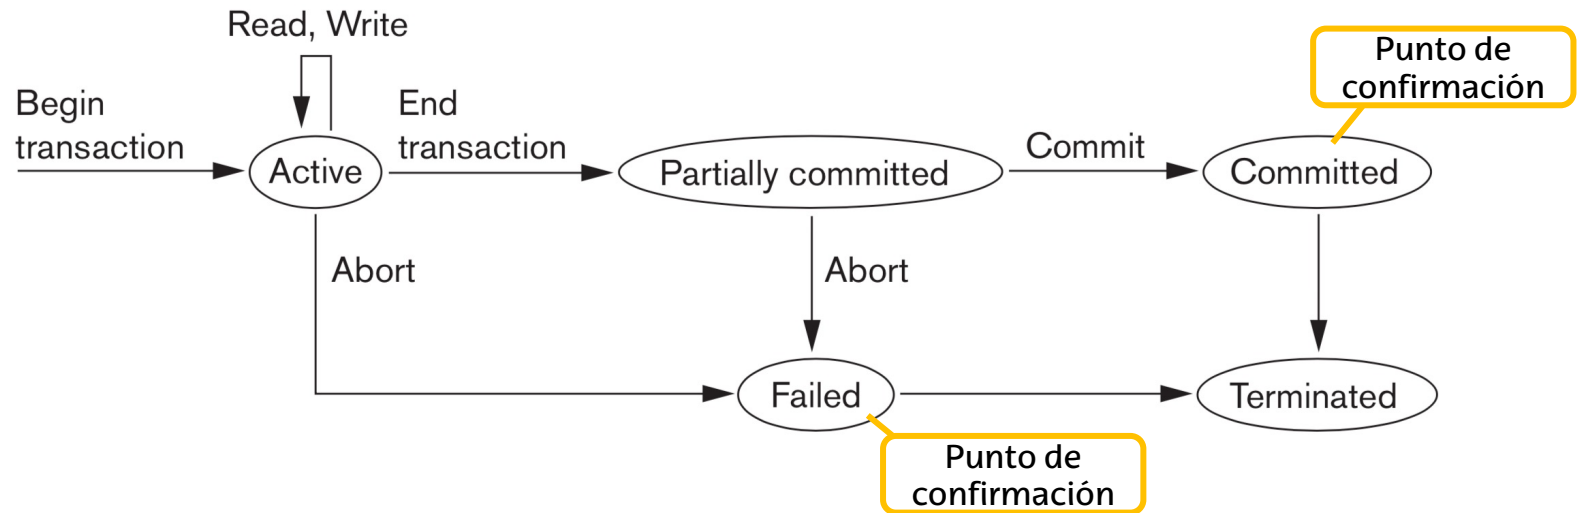 Read, Write
Punto de
confirmación
Begin
transaction
End
transaction
Commit
Active
Partially committed
Committed
Abort
Abort
Failed
Terminated
Punto de
confirmación